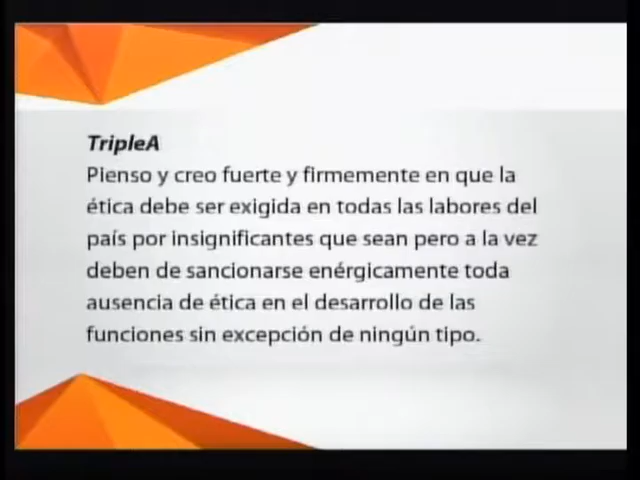 TripleA
Pienso y creo fuerte y firmemente en que la
ética debe ser exigida en todas las labores del
país por insignificantes que sean pero a la vez
deben de sancionarse enérgicamente toda
ausencia de ética en el desarrollo de las
funciones sin excepción de ningún tipo.